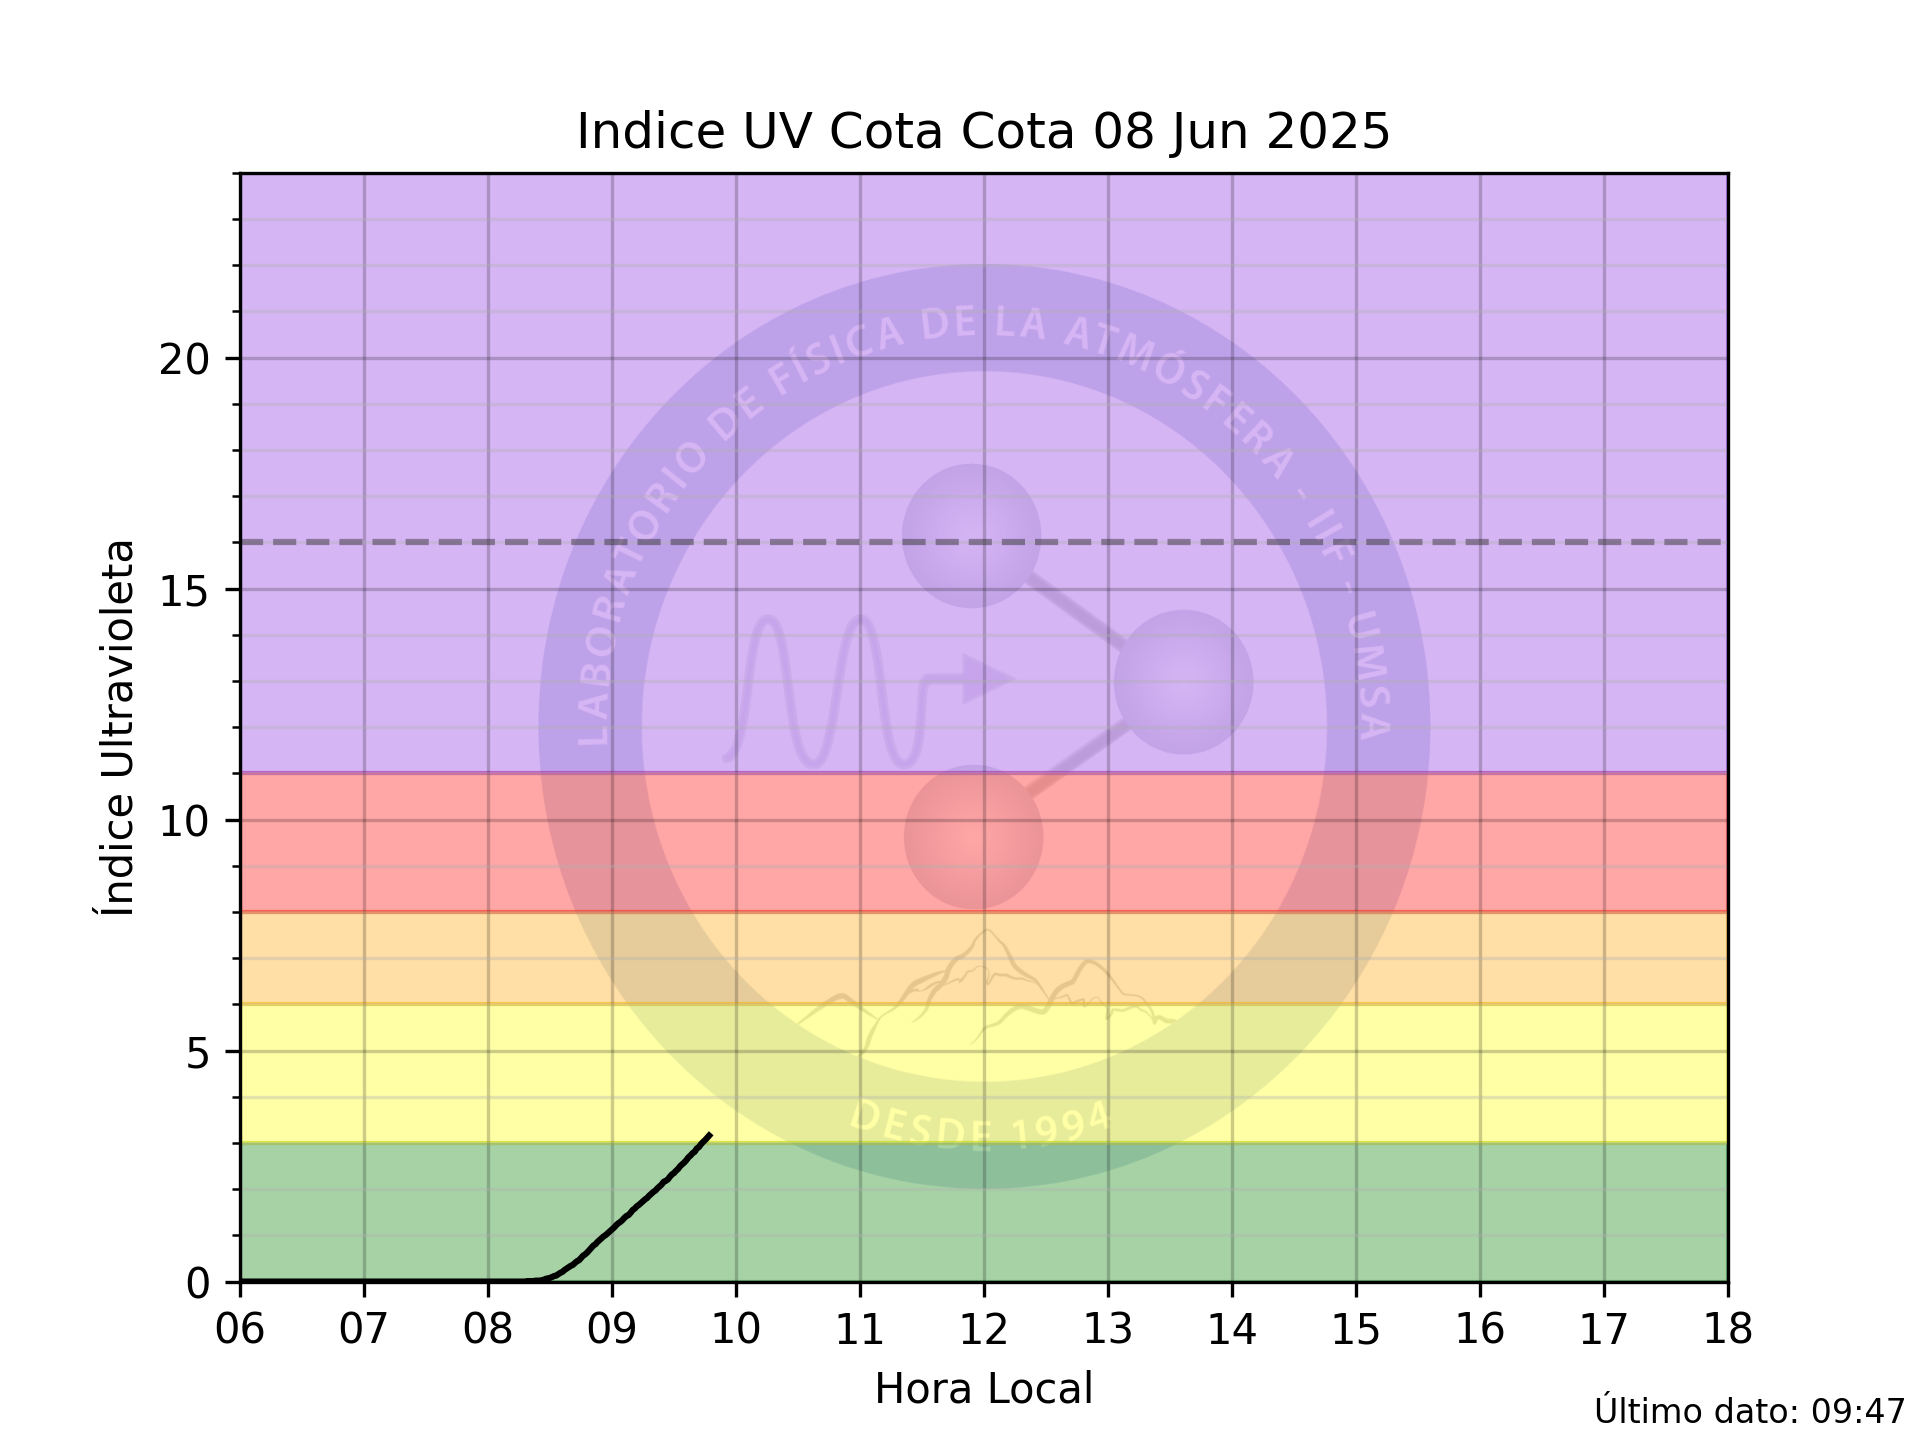 Indice UV Cota Cota 08 Jun 2025
Índice Ultravioleta
20
15
10
5
0
LABORATORIO DE FÍSICA DE LA ATMÓSFERA - IIF - UMSA
DESDE 1994
06 07 08 09 10 11 12 13 14 15 16 17 18
Hora Local
Último dato: 09:47